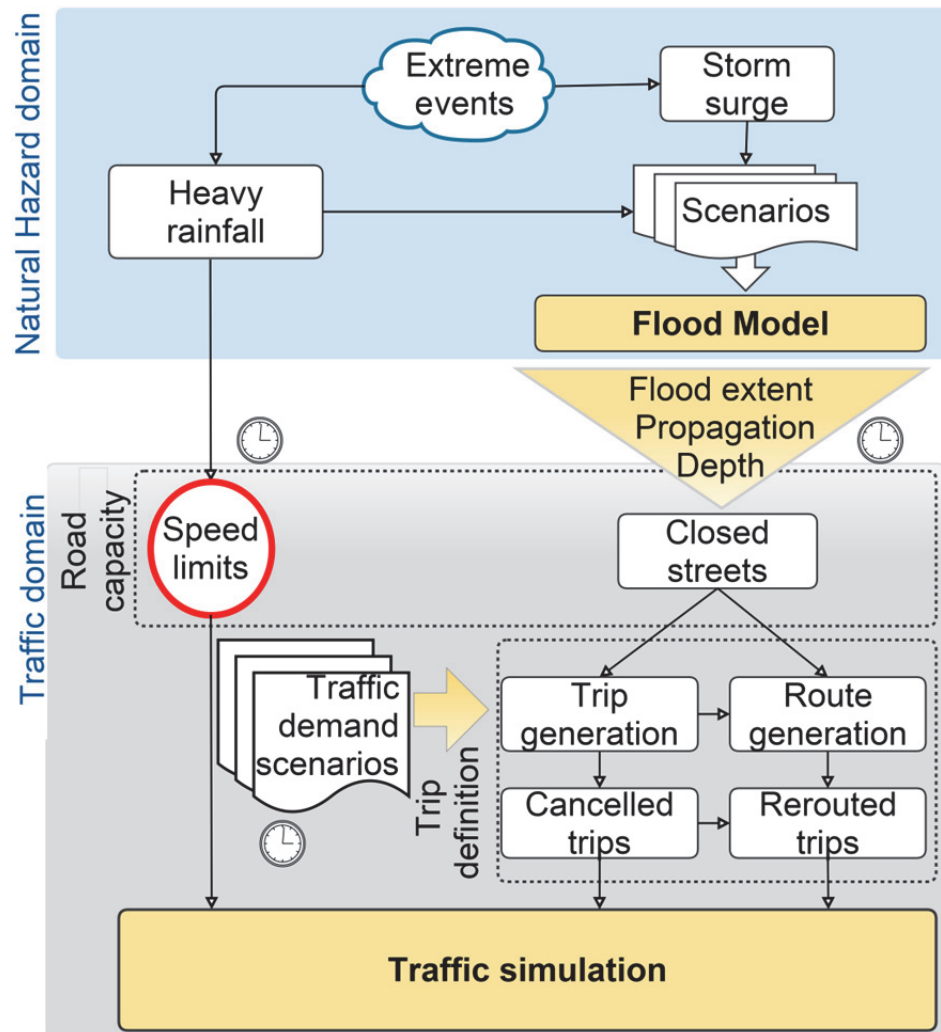 Natural Hazard domain
Extreme
events
Storm
surge
Heavy
rainfall
Scenarios
Flood Model
Flood extent
Propagation
Depth
Traffic domain
Road
capacity
Speed
limits
Closed
streets
Traffic
demand
scenarios
Trip
definition
Trip
generation
Route
generation
Cancelled
trips
Rerouted
trips
Traffic simulation